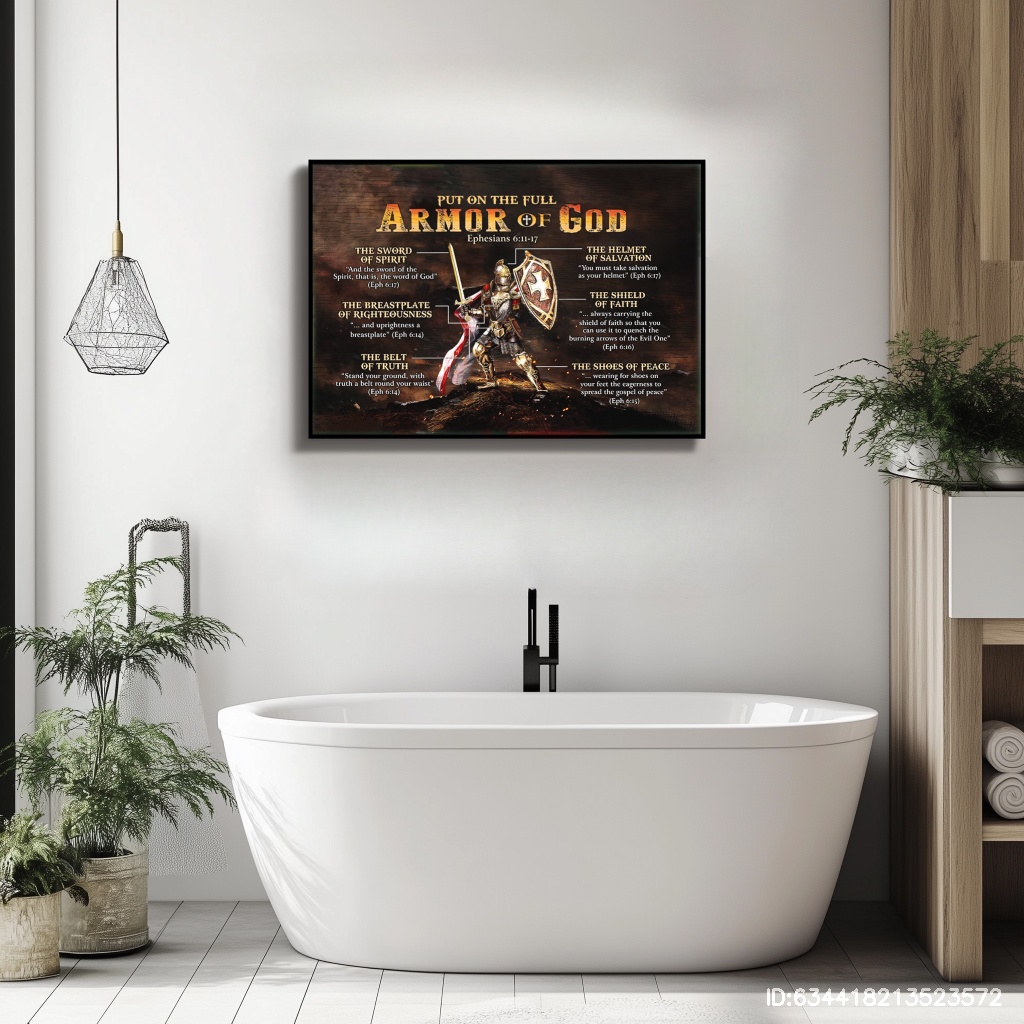 PUT ON THE FULL
ARMOR OF GOD
Ephesians 6:11-17
THE SWORD
OF SPIRIT
"And the sword of the
Spirit, that is, the word of God"
(Eph 6:17)
THE BREASTPLATE
OF RIGHTEOUSNESS
"... and uprightness a
breastplate" (Eph 6:14)
THE BELT
OF TRUTH
"Stand your ground, with
truth a belt round your waist"
(Eph 6:14)
THE HELMET
OF SALVATION
"You must take salvation
as your helmet" (Eph 6:17)
THE SHIELD
OF FAITH
"... always carrying the
shield of faith so that you
can use it to quench the
burning arrows of the Evil One"
(Eph 6:16)
THE SHOES OF PEACE
"... wearing for shoes on
your feet the eagerness to
spread the gospel of peace"
(Eph 6:15)
ID:634418213523572